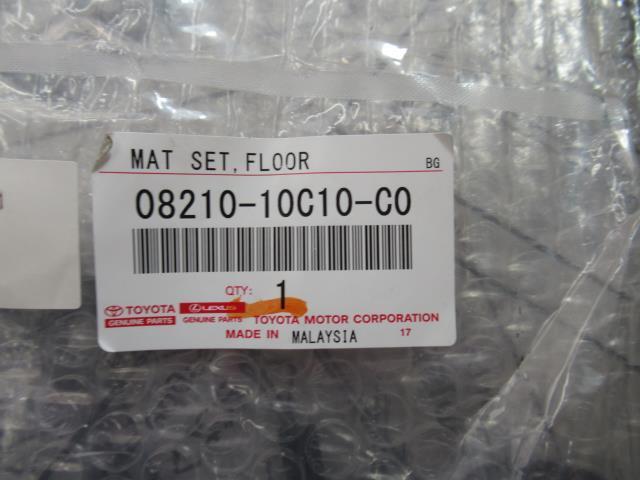 MAT SET,FLOOR BG
08210-10C10-C0
QTY: 1
TOYOTA LEXUS
GENUINE PARTS GENUINE PARTS TOYOTA MOTOR CORPORATION
MADE IN MALAYSIA 17